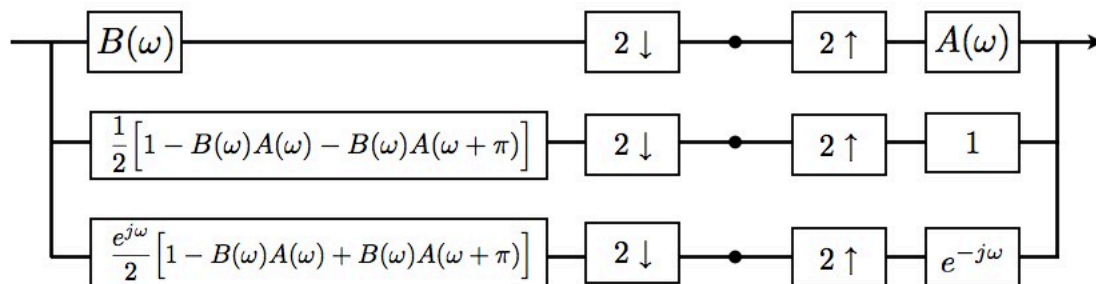 B(ω) 2 ↓ 2 ↑ A(ω)
1/2 [1 − B(ω)A(ω) − B(ω)A(ω + π)] 2 ↓ 2 ↑ 1
e^{jω}/2 [1 − B(ω)A(ω) + B(ω)A(ω + π)] 2 ↓ 2 ↑ e^{−jω}